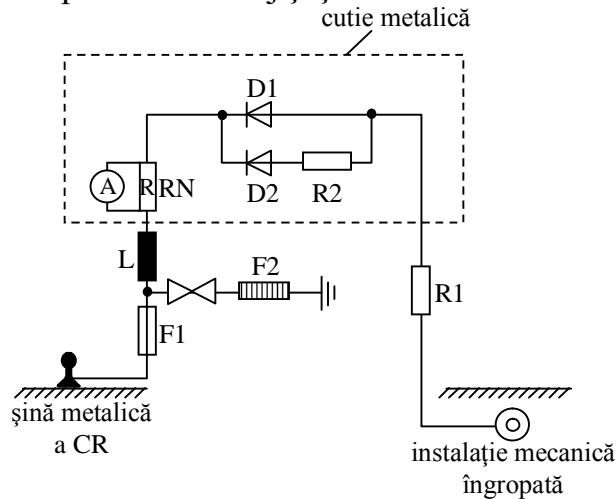 cutie metalică
D1
D2
R2
A
R
RN
L
F2
F1
R1
şină metalică
a CR
instalaţie mecanică
îngropată